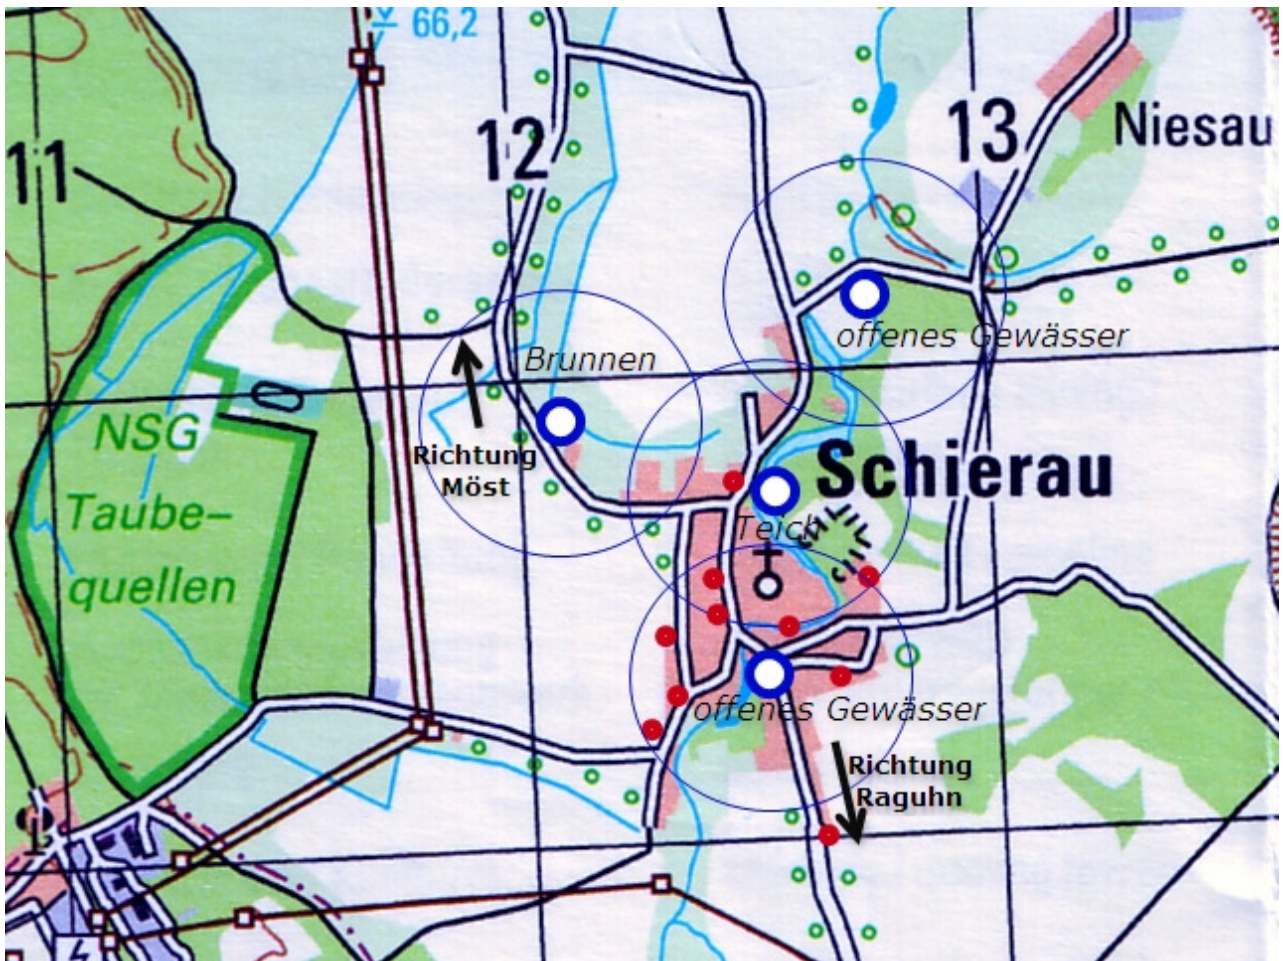 66,2
12
13
Niesau
11
offenes Gewässer
Brunnen
NSG
Taube–
quellen
Richtung
Möst
Schierau
Teich
offenes Gewässer
Richtung
Raguhn